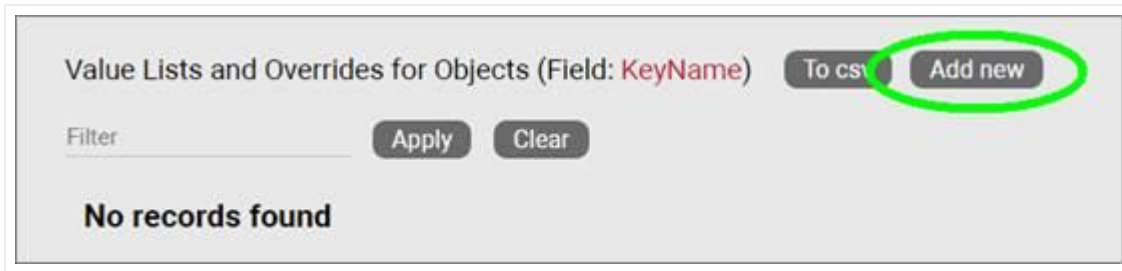 Value Lists and Overrides for Objects (Field: KeyName) To csv Add new
Filter Apply Clear
No records found